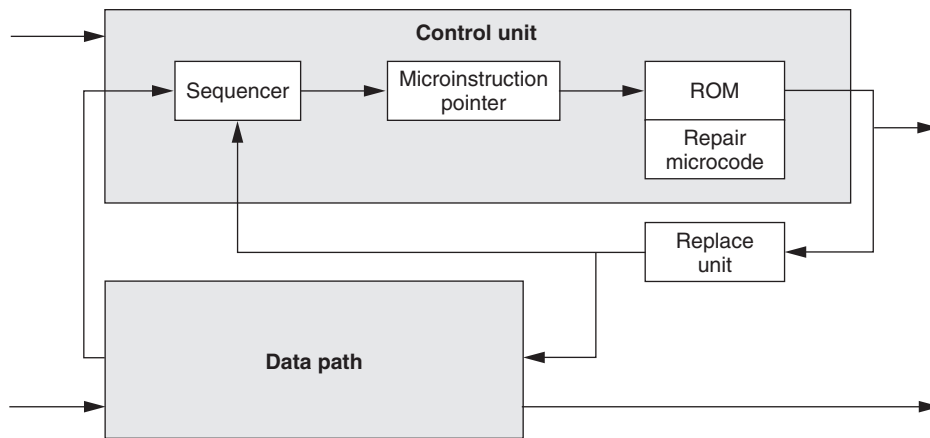 Control unit
Sequencer
Microinstruction
pointer
ROM
Repair
microcode
Replace
unit
Data path